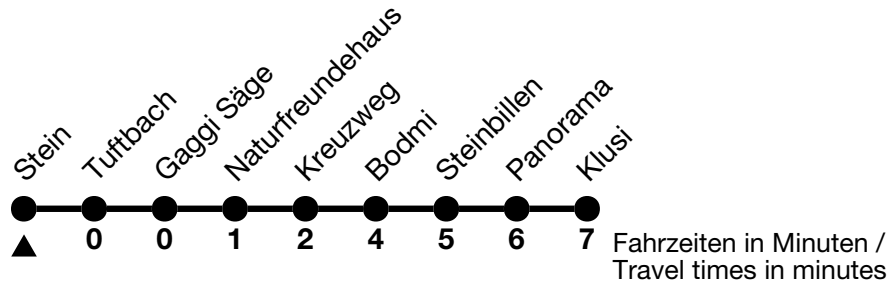 Stein
Tuftbach
Gaggi Säge
Naturfreundehaus
Kreuzweg
Bodmi
Steinbillen
Panorama
Klusi
0 0 1 2 4 5 6 7
Fahrzeiten in Minuten /
Travel times in minutes